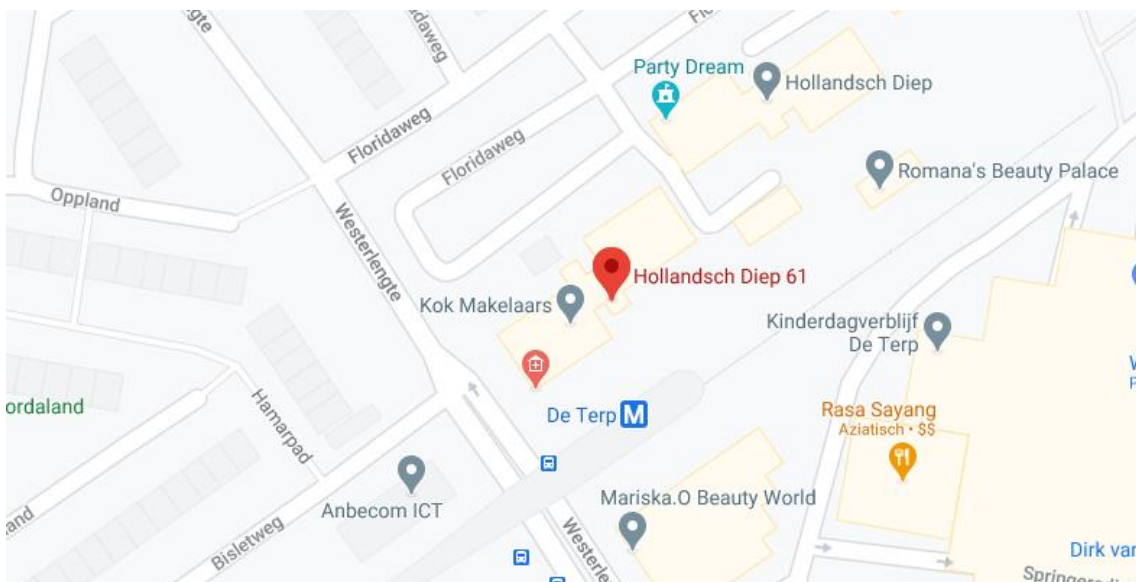 Party Dream
Hollandsch Diep
Floridaweg
Floridaweg
Romana's Beauty Palace
Oppland
Westerlengte
Hollandsch Diep 61
Kok Makelaars
Kinderdagverblijf
De Terp
ordaland
Hamarpad
De Terp M
Rasa Sayang
Aziatisch • $$
Mariska.O Beauty World
Anbecom ICT
Bisletweg
Dirk var